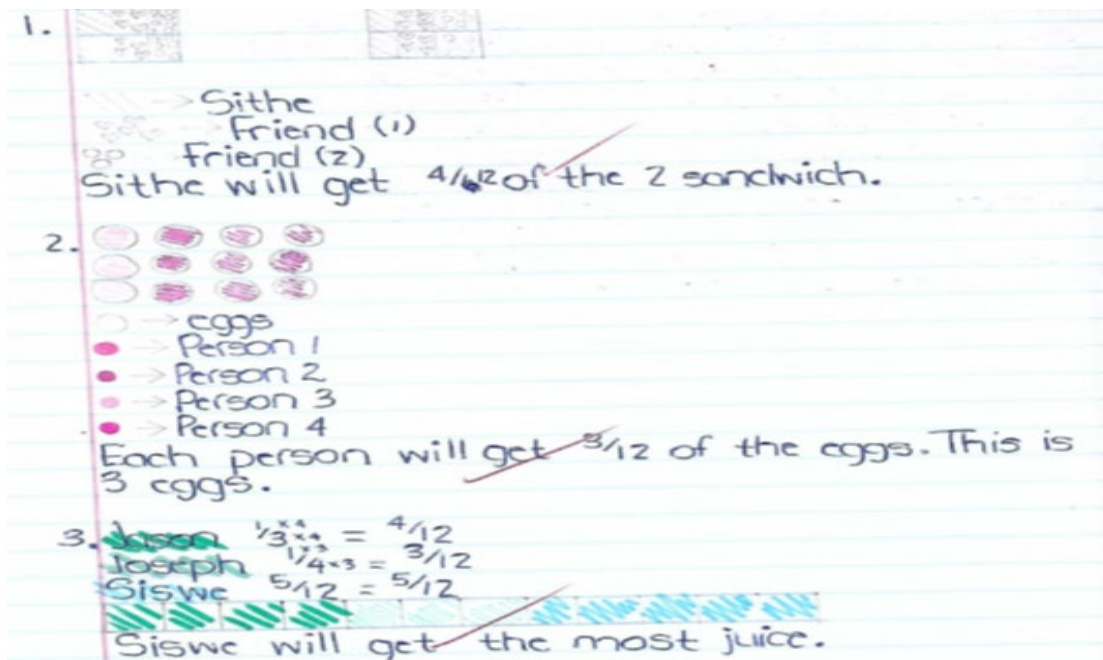 1.
→ Sithe
→ Friend (1)
Friend (2)
Sithe will get 4/12 of the 2 sandwich.
2.
→ eggs
→ Person 1
→ Person 2
→ Person 3
→ Person 4
Each person will get 3/12 of the eggs. This is
3 eggs.
3. Jason 1/3 ×4 ×4 = 4/12
Joseph 1/4 ×3 ×3 = 3/12
Siswe 5/12 = 5/12
Siswe will get the most juice.